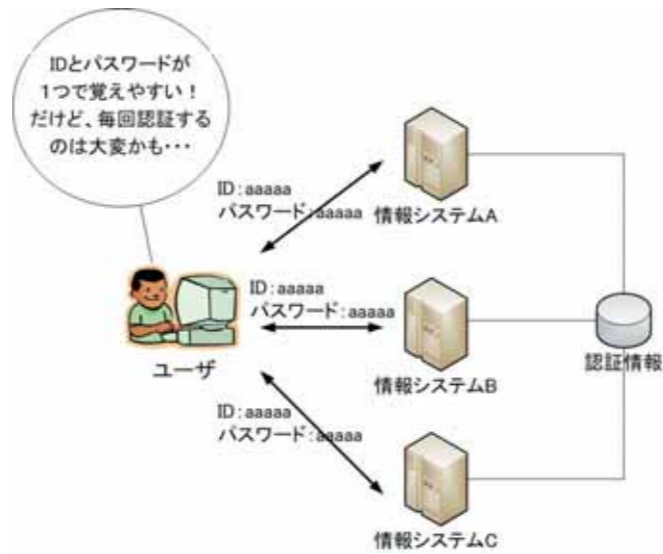 IDとパスワードが
1つで覚えやすい！
だけど、毎回認証する
のは大変かも・・・
ID：aaaaa
パスワード：aaaaa
情報システムA
ID：aaaaa
パスワード：aaaaa
ユーザ
情報システムB
認証情報
ID：aaaaa
パスワード：aaaaa
情報システムC